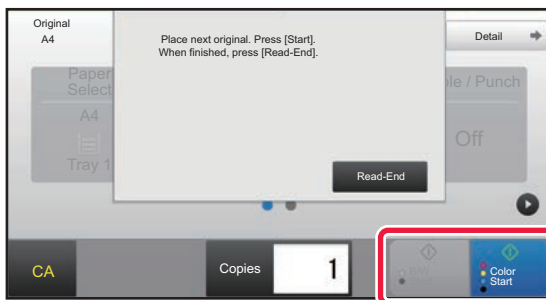 Original
A4
Place next original. Press [Start].
When finished, press [Read-End].
Detail
Paper
Select
A4
Tray 1
le / Punch
Off
Read-End
CA
Copies
1
B/W
Color
Start